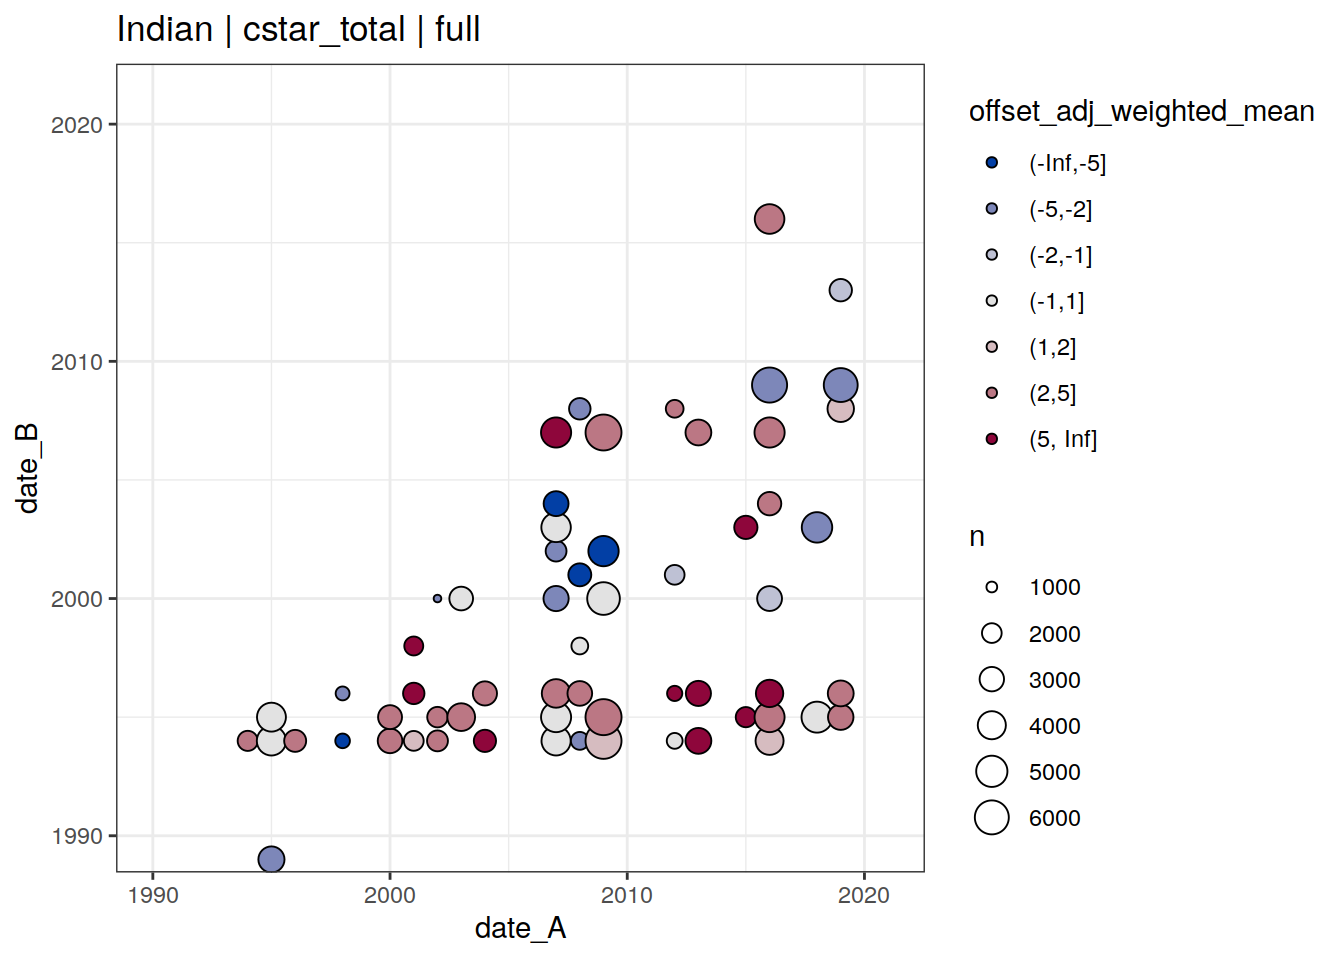 Indian | cstar_total | full
offset_adj_weighted_mean
(-Inf,-5]
(-5,-2]
(-2,-1]
(-1,1]
(1,2]
(2,5]
(5, Inf]
n
1000
2000
3000
4000
5000
6000
date_B
2020
2010
2000
1990
1990
2000
2010
2020
date_A